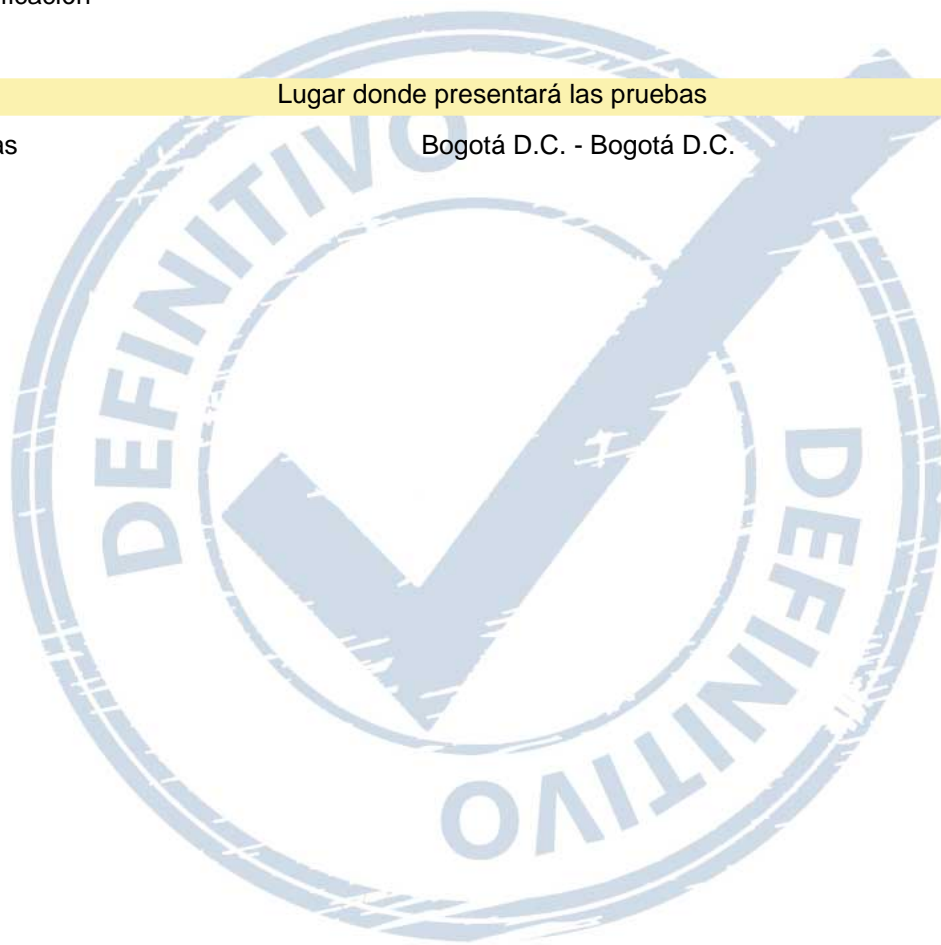 Lugar donde presentará las pruebas
Bogotá D.C. - Bogotá D.C.
DEFINITIVO
DEFINITIVO